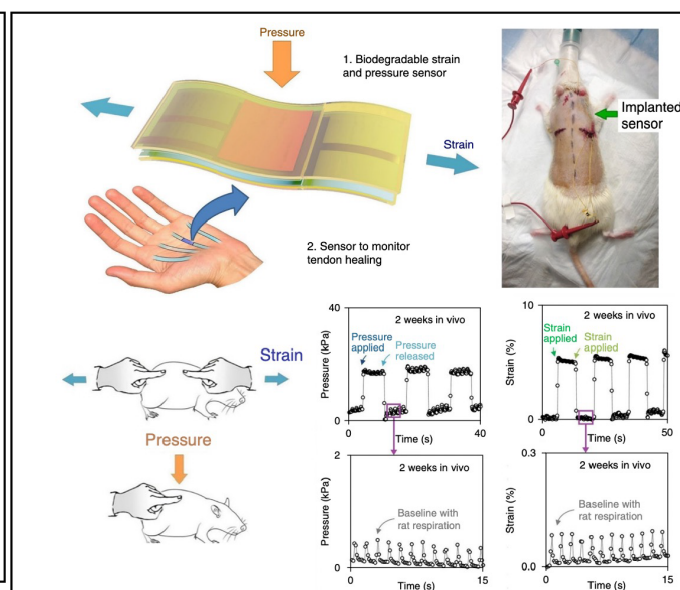 Pressure
1. Biodegradable strain
and pressure sensor
Strain
2. Sensor to monitor
tendon healing
Implanted
sensor
Strain
Pressure
40
Pressure (kPa)
0
2 weeks in vivo
Pressure
applied
Pressure
released
0
Time (s)
40
10
Strain (%)
0
2 weeks in vivo
Strain
applied
Strain
applied
0
Time (s)
50
2
Pressure (kPa)
0
2 weeks in vivo
Baseline with
rat respiration
0
Time (s)
15
0.3
Strain (%)
0.0
2 weeks in vivo
Baseline with
rat respiration
0
Time (s)
15